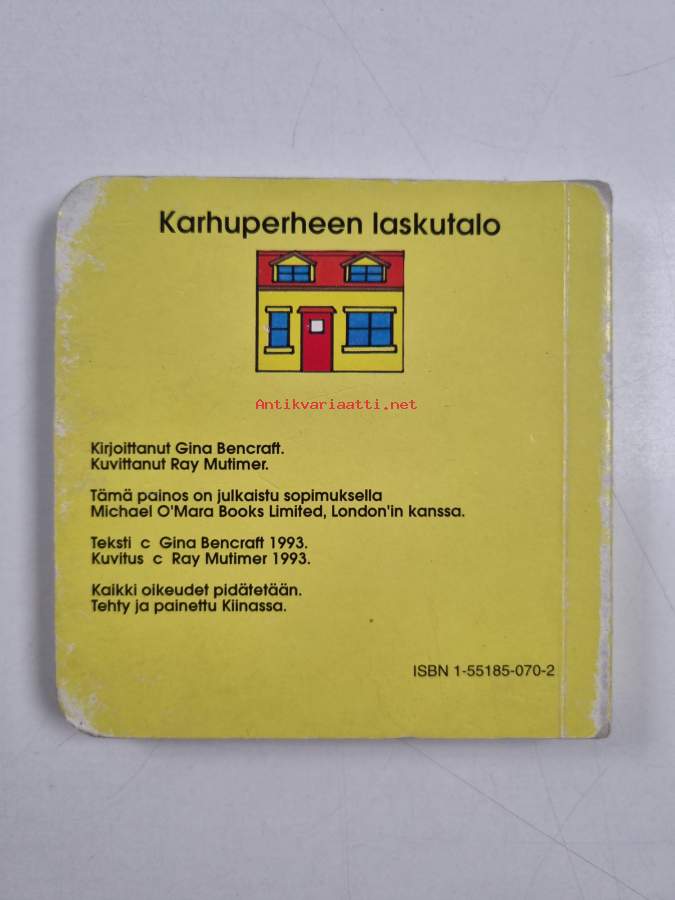 Karhuperheen laskutalo
Antikvariaatti.net
Kirjoittanut Gina Bencraft.
Kuvittanut Ray Mutimer.
Tämä painos on julkaistu sopimuksella
Michael O'Mara Books Limited, London'in kanssa.
Teksti c Gina Bencraft 1993.
Kuvitus c Ray Mutimer 1993.
Kaikki oikeudet pidätetään.
Tehty ja painettu Kiinassa.
ISBN 1-55185-070-2